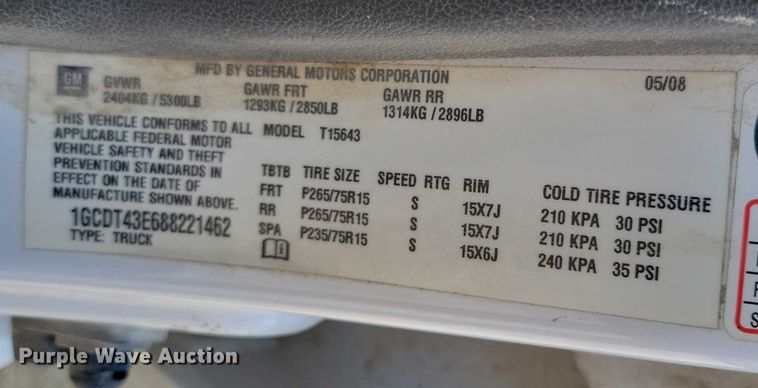 MFD BY GENERAL MOTORS CORPORATION 05/08
GM
GVWR GAWR FRT GAWR RR
2404KG / 5300LB 1293KG / 2850LB 1314KG / 2896LB
THIS VEHICLE CONFORMS TO ALL MODEL T15643
APPLICABLE FEDERAL MOTOR
VEHICLE SAFETY AND THEFT
PREVENTION STANDARDS IN
EFFECT ON THE DATE OF
MANUFACTURE SHOWN ABOVE.
1GCDT43E688221462
TYPE: TRUCK
TBTB TIRE SIZE SPEED RTG RIM COLD TIRE PRESSURE
FRT P265/75R15 S 15X7J 210 KPA 30 PSI
RR P265/75R15 S 15X7J 210 KPA 30 PSI
SPA P235/75R15 S 15X6J 240 KPA 35 PSI
Purple Wave Auction